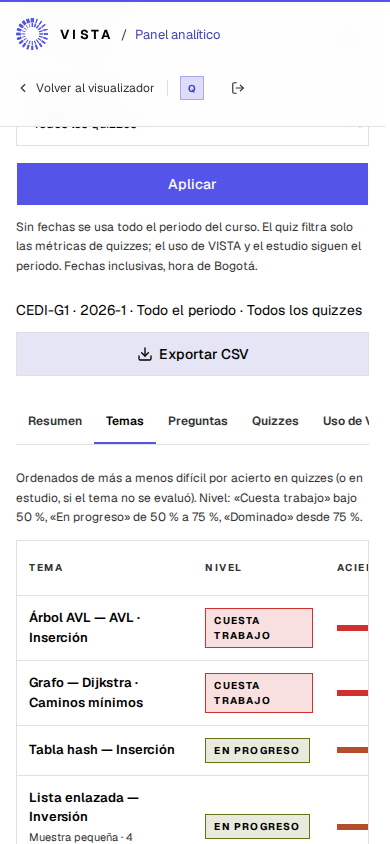 VISTA / Panel analítico
Volver al visualizador Q
Aplicar
Sin fechas se usa todo el periodo del curso. El quiz filtra solo
las métricas de quizzes; el uso de VISTA y el estudio siguen el
periodo. Fechas inclusivas, hora de Bogotá.
CEDI-G1 · 2026-1 · Todo el periodo · Todos los quizzes
Exportar CSV
Resumen Temas Preguntas Quizzes Uso de V
Ordenados de más a menos difícil por acierto en quizzes (o en
estudio, si el tema no se evaluó). Nivel: «Cuesta trabajo» bajo
50 %, «En progreso» de 50 % a 75 %, «Dominado» desde 75 %.
TEMA NIVEL ACIER
Árbol AVL — AVL · CUESTA
Inserción TRABAJO
Grafo — Dijkstra · CUESTA
Caminos mínimos TRABAJO
Tabla hash — Inserción EN PROGRESO
Lista enlazada —
Inversión EN PROGRESO
Muestra pequeña · 4